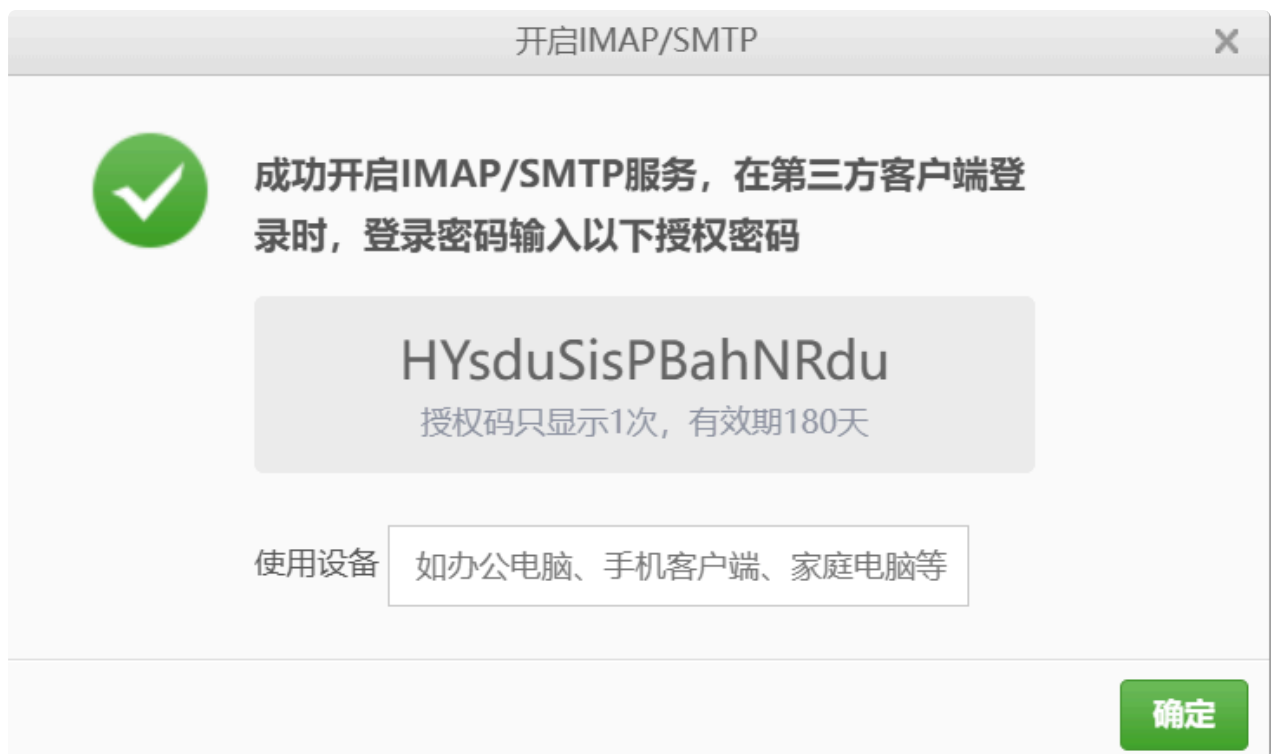 开启IMAP/SMTP
成功开启IMAP/SMTP服务，在第三方客户端登
录时，登录密码输入以下授权密码
HYsduSisPBahNRdu
授权码只显示1次，有效期180天
使用设备 如办公电脑、手机客户端、家庭电脑等
确定